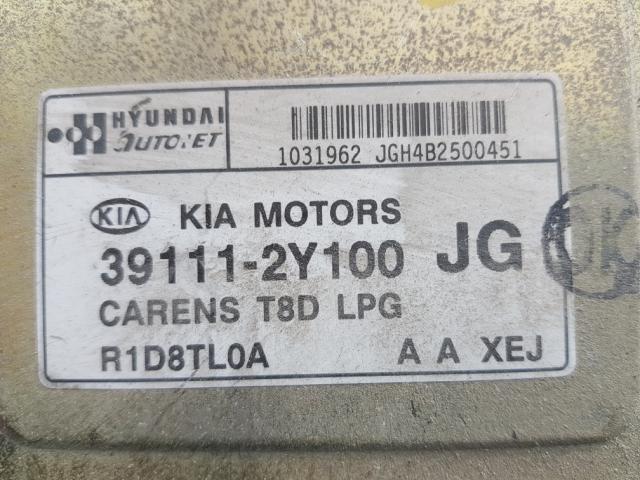 HYUNDAI
AUTONET
1031962 JGH4B2500451
KIA KIA MOTORS
39111-2Y100 JG
CARENS T8D LPG
R1D8TL0A A A XEJ
OK